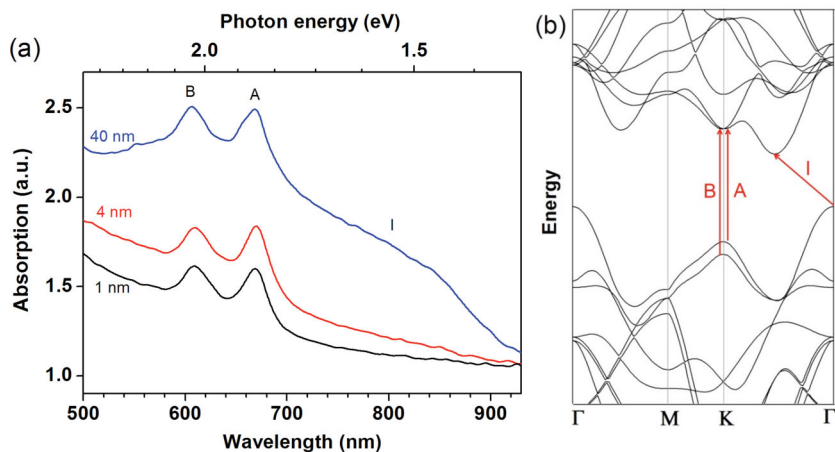 (a)
Photon energy (eV)
2.0 1.5
B A
40 nm
I
4 nm
1 nm
2.5
2.0
1.5
1.0
Absorption (a.u.)
500 600 700 800 900
Wavelength (nm)
(b)
Energy
B A I
Γ M K Γ